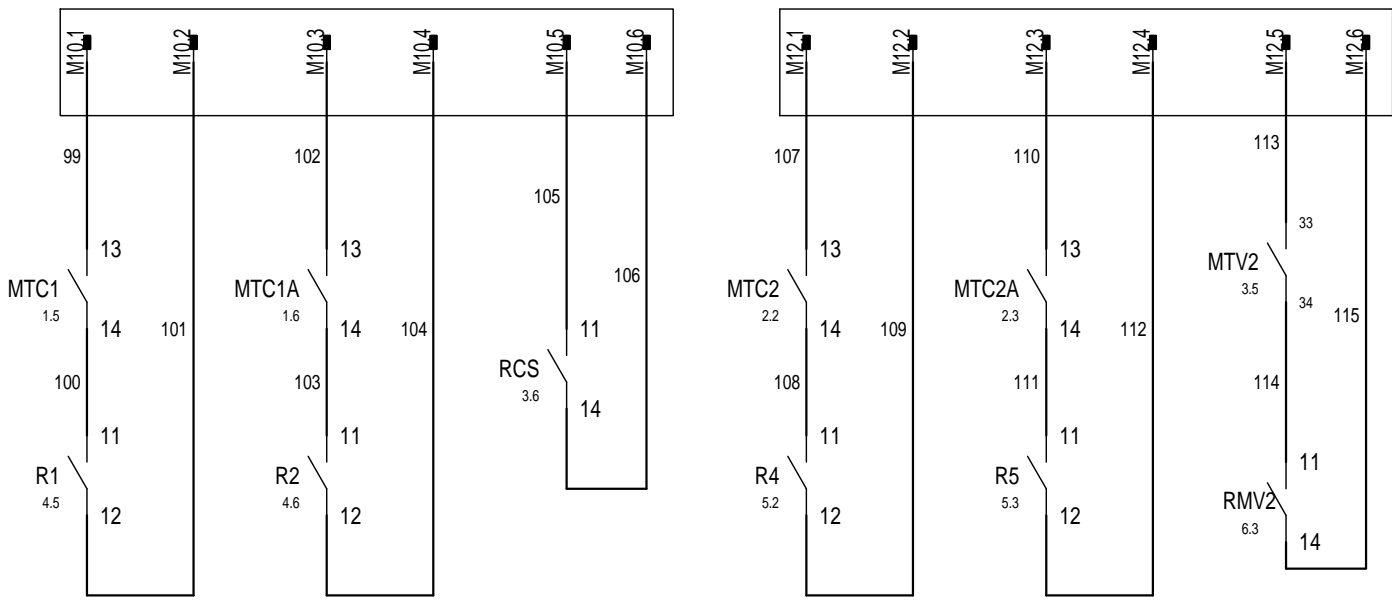 M10.1 M10.2 M10.3 M10.4 M10.5 M10.6 M12.1 M12.2 M12.3 M12.4 M12.5 M12.6
99 102 107 110 113
105
13 13 13 13 33
MTC1 MTC1A 106 MTC2 MTC2A MTV2
1.5 1.6 2.2 2.3 3.5
14 101 14 104 11 14 109 14 112 34 115
RCS
3.6
100 103 108 111 114
14
11 11 11 11 11
R1 R2 R4 R5 RMV2
4.5 4.6 5.2 5.3 6.3
12 12 12 12 14